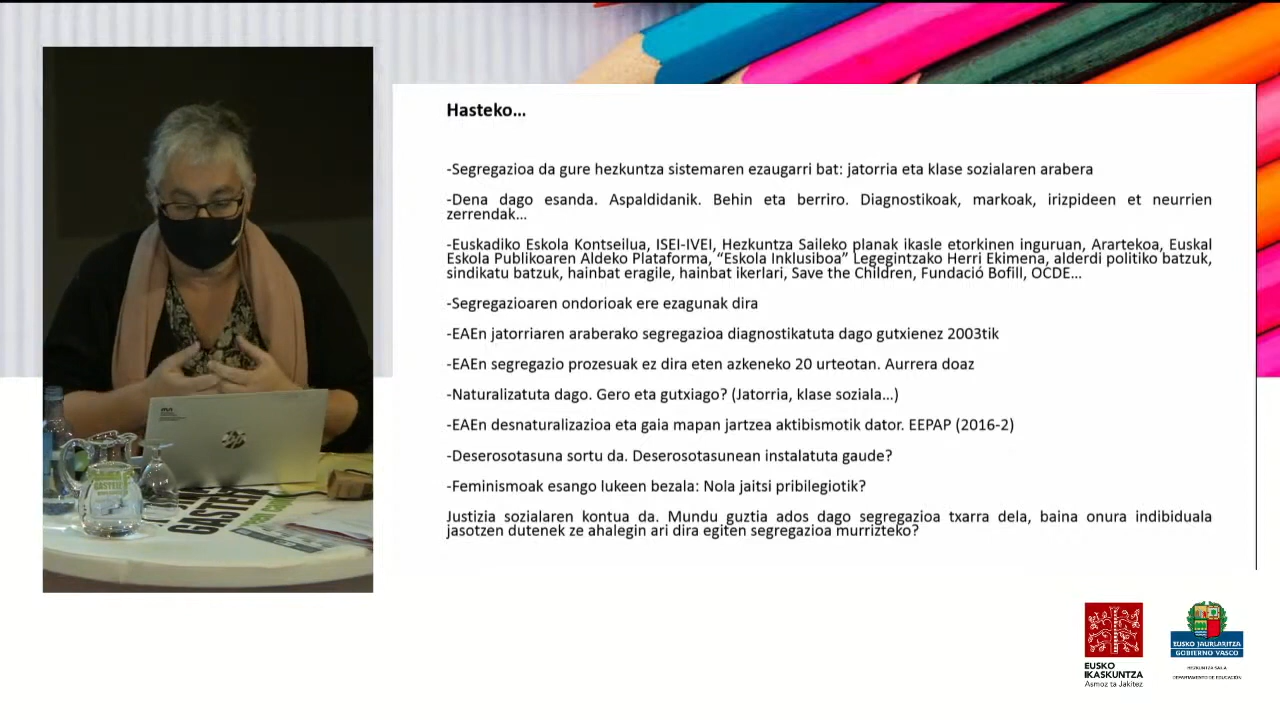 Hasteko...
-Segregazioa da gure hezkuntza sistemaren ezaugarri bat: jatorria eta klase sozialaren arabera
-Dena dago esanda. Aspaldidanik. Behin eta berriro. Diagnostikoak, markoak, irizpideen et neurrien
zerrendak...
-Euskadiko Eskola Kontseilua, ISEI-IVEI, Hezkuntza Saileko planak ikasle etorkinen inguruan, Arartekoa, Euskal
Eskola Publikoaren Aldeko Plataforma, “Eskola Inklusiboa” Legegintzako Herri Ekimena, alderdi politiko batzuk,
sindikatu batzuk, hainbat eragile, hainbat ikerlari, Save the Children, Fundació Bofill, OCDE...
-Segregazioaren ondorioak ere ezagunak dira
-EAEn jatorriaren araberako segregazioa diagnostikatuta dago gutxienez 2003tik
-EAEn segregazio prozesuak ez dira eten azkeneko 20 urteotan. Aurrera doaz
-Naturalizatuta dago. Gero eta gutxiago? (Jatorria, klase soziala...)
-EAEn desnaturalizazioa eta gaia mapan jartzea aktibismotik dator. EEPAP (2016-2)
-Deserosotasuna sortu da. Deserosotasunean instalatuta gaude?
-Feminismoak esango lukeen bezala: Nola jaitsi pribilegiotik?
Justizia sozialaren kontua da. Mundu guztia ados dago segregazioa txarra dela, baina onura indibiduala
jasotzen dutenek ze ahalegin ari dira egiten segregazioa murrizteko?
GASTEIZ
EUSKO
IKASKUNTZA
Asmoz ta Jakitez
EUSKO JAURLARITZA
GOBIERNO VASCO
HEZKUNTZA SAILA
DEPARTAMENTO DE EDUCACIÓN